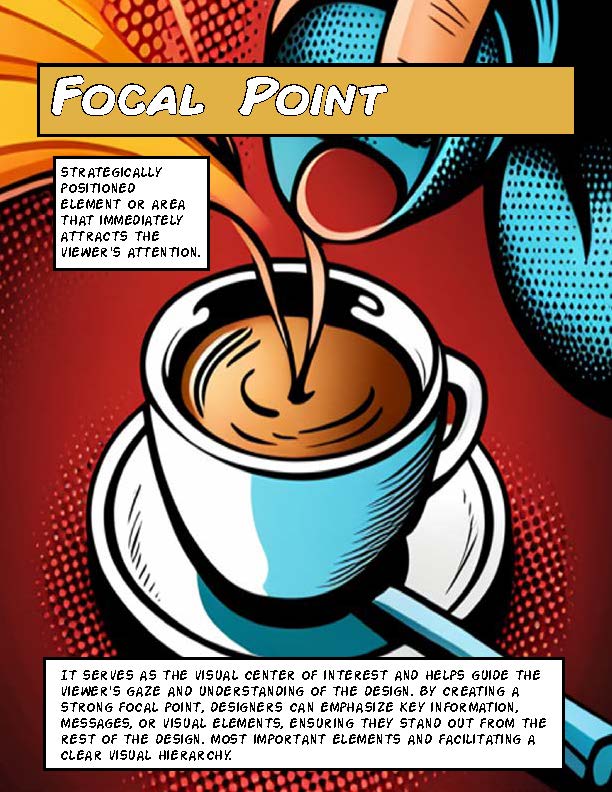 Focal Point
STRATEGICALLY
POSITIONED
ELEMENT OR AREA
THAT IMMEDIATELY
ATTRACTS THE
VIEWER'S ATTENTION.
IT SERVES AS THE VISUAL CENTER OF INTEREST AND HELPS GUIDE THE
VIEWER'S GAZE AND UNDERSTANDING OF THE DESIGN. BY CREATING A
STRONG FOCAL POINT, DESIGNERS CAN EMPHASIZE KEY INFORMATION,
MESSAGES, OR VISUAL ELEMENTS, ENSURING THEY STAND OUT FROM THE
REST OF THE DESIGN. MOST IMPORTANT ELEMENTS AND FACILITATING A
CLEAR VISUAL HIERARCHY.